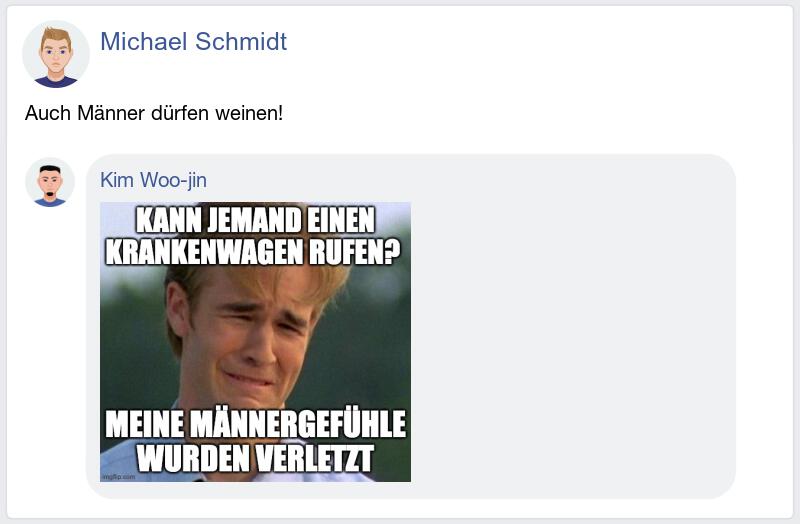 Michael Schmidt
Auch Männer dürfen weinen!
Kim Woo-jin
KANN JEMAND EINEN
KRANKENWAGEN RUFEN?
MEINE MÄNNERGEFÜHLE
WURDEN VERLETZT
imgflip.com